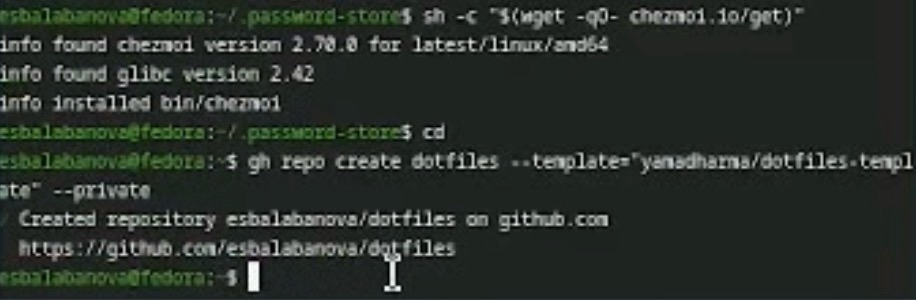 esbalabanova@fedora:~/.password-store$ sh -c "$(wget -qO- chezmoi.io/get)"
info found chezmoi version 2.70.0 for latest/linux/amd64
info found glibc version 2.42
info installed bin/chezmoi
esbalabanova@fedora:~/.password-store$ cd
esbalabanova@fedora:~$ gh repo create dotfiles --template="yamadharma/dotfiles-templ
ate" --private
Created repository esbalabanova/dotfiles on github.com
https://github.com/esbalabanova/dotfiles
esbalabanova@fedora:~$